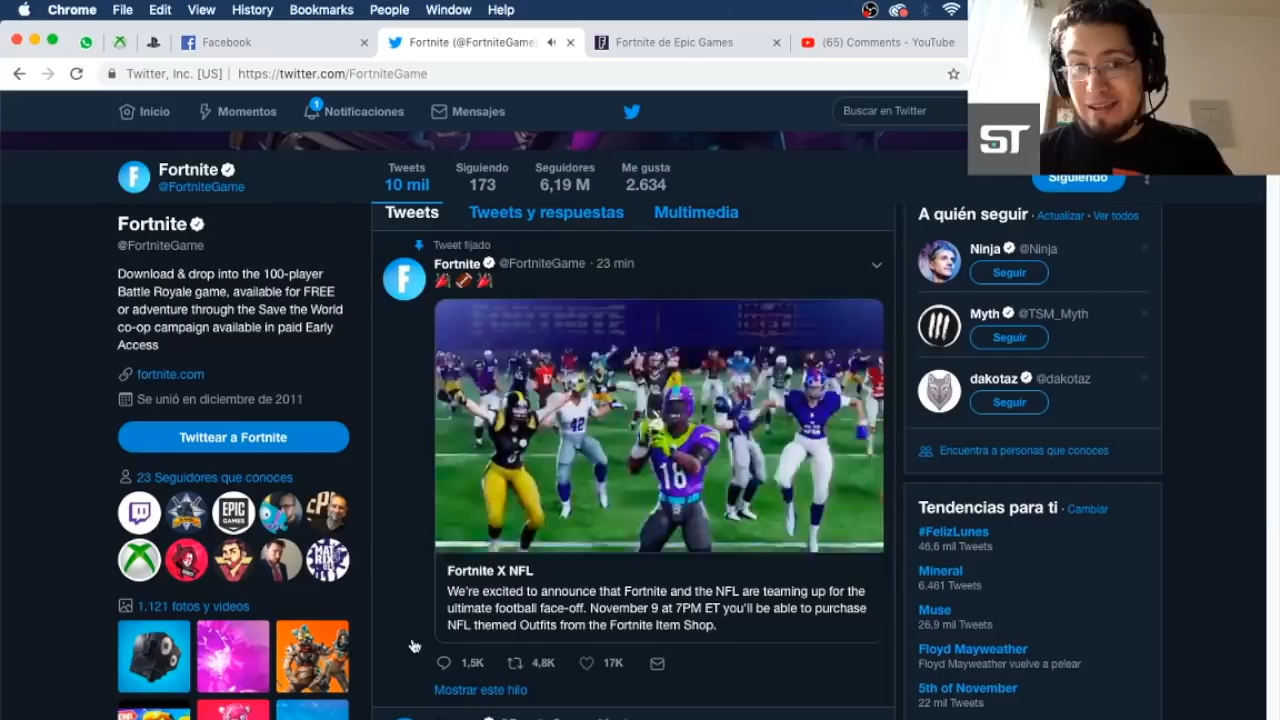 Chrome File Edit View History Bookmarks People Window Help
Facebook
Fortnite (@FortniteGame)
Fortnite de Epic Games
(65) Comments - YouTube
Twitter, Inc. [US] | https://twitter.com/FortniteGame
Inicio
Momentos
1
Notificaciones
Mensajes
Buscar en Twitter
ST
Fortnite
@FortniteGame
Tweets
10 mil
Siguiendo
173
Seguidores
6,19 M
Me gusta
2.634
Siguiendo
Fortnite
@FortniteGame
Download & drop into the 100-player
Battle Royale game, available for FREE
or adventure through the Save the World
co-op campaign available in paid Early
Access
fortnite.com
Se unió en diciembre de 2011
Twittear a Fortnite
23 Seguidores que conoces
EPIC
GAMES
1.121 fotos y videos
Tweets Tweets y respuestas Multimedia
Tweet fijado
Fortnite @FortniteGame · 23 min
42
16
Fortnite X NFL
We're excited to announce that Fortnite and the NFL are teaming up for the
ultimate football face-off. November 9 at 7PM ET you'll be able to purchase
NFL themed Outfits from the Fortnite Item Shop.
1,5K 4,8K 17K
Mostrar este hilo
A quién seguir · Actualizar · Ver todos
Ninja @Ninja
Seguir
Myth @TSM_Myth
Seguir
dakotaz @dakotaz
Seguir
Encuentra a personas que conoces
Tendencias para ti · Cambiar
#FelizLunes
46,6 mil Tweets
Mineral
6.461 Tweets
Muse
26,9 mil Tweets
Floyd Mayweather
Floyd Mayweather vuelve a pelear
5th of November
22 mil Tweets